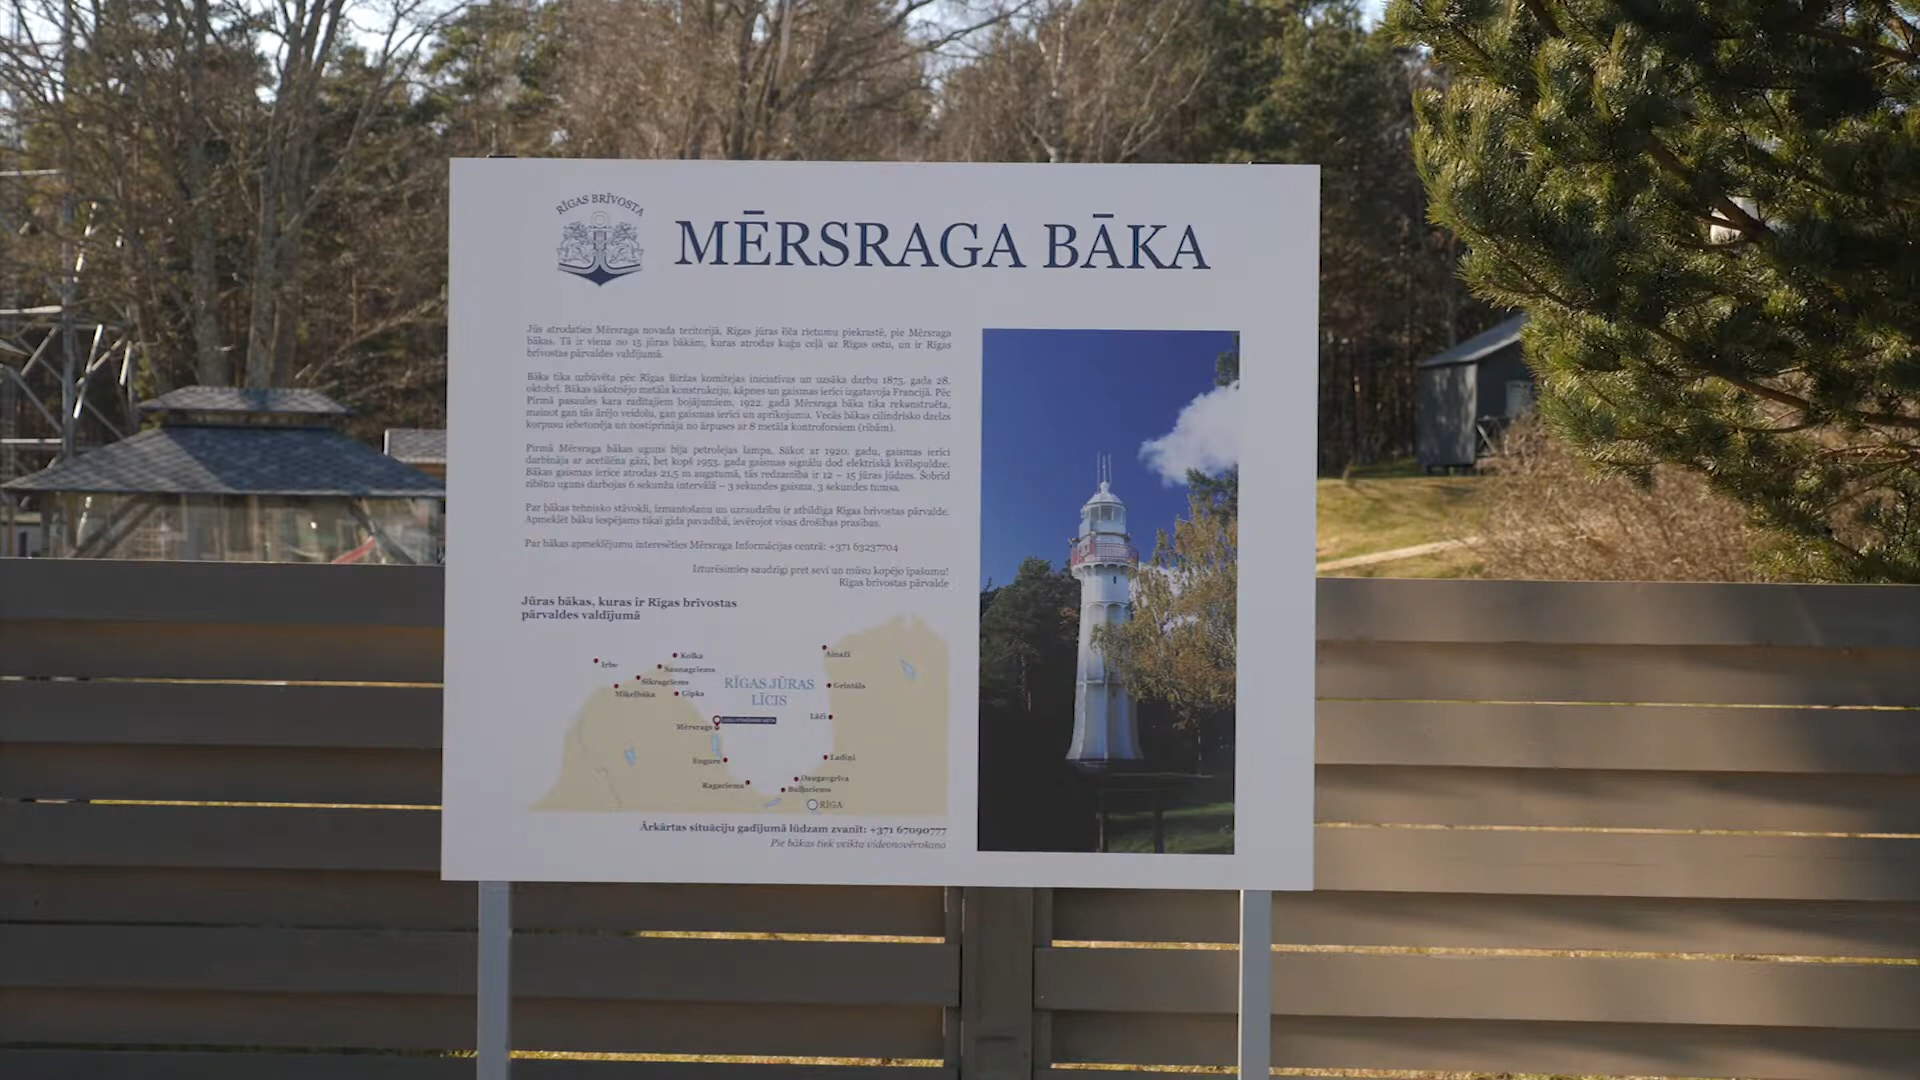 RĪGAS BRĪVOSTA
MĒRSRAGA BĀKA
Jūs atrodaties Mērsraga novada teritorijā, Rīgas jūras līča rietumu piekrastē, pie Mērsraga
bākas. Tā ir viena no 15 jūras bākām, kuras atrodas kuģu ceļā uz Rīgas ostu, un ir Rīgas
brīvostas pārvaldes valdījumā.
Bāka tika uzbūvēta pēc Rīgas Biržas komitejas iniciatīvas un uzsāka darbu 1875. gada 28.
oktobrī. Bākas sākotnējo metāla konstrukciju, kāpnes un gaismas ierīci izgatavoja Francijā. Pēc
Pirmā pasaules kara radītajiem bojājumiem, 1922. gadā Mērsraga bāka tika rekonstruēta,
mainot gan tās ārējo veidolu, gan gaismas ierīci un aprīkojumu. Vecās bākas cilindrisko dzelzs
korpusu iebetonēja un nostiprināja no ārpuses ar 8 metāla kontroforsiem (ribām).
Pirmā Mērsraga bākas uguns bija petrolejas lampa. Sākot ar 1920. gadu, gaismas ierīci
darbināja ar acetilēna gāzi, bet kopš 1953. gada gaismas signālu dod elektriskā kvēlspuldze.
Bākas gaismas ierīce atrodas 21,5 m augstumā, tās redzamība ir 12 – 15 jūras jūdzes. Šobrīd
zibšņu uguns darbojas 6 sekunžu intervālā – 3 sekundes gaisma, 3 sekundes tumsa.
Par bākas tehnisko stāvokli, izmantošanu un uzraudzību ir atbildīga Rīgas brīvostas pārvalde.
Apmeklēt bāku iespējams tikai gida pavadībā, ievērojot visas drošības prasības.
Par bākas apmeklējumu interesēties Mērsraga Informācijas centrā: +371 63237704
Izturēsimies saudzīgi pret sevi un mūsu kopējo īpašumu!
Rīgas brīvostas pārvalde
Jūras bākas, kuras ir Rīgas brīvostas
pārvaldes valdījumā
Irbe
Kolka
Saunagciems
Sīkragciems
Miķeļbāka
Ģipka
RĪGAS JŪRAS
LĪCIS
Ainaži
Ģeistāls
Lāči
Mērsrags
Engure
Ragaciems
Ladiņi
Daugavgrīva
Buļļuciems
RĪGA
Ārkārtas situāciju gadījumā lūdzam zvanīt: +371 67090777
Pie bākas tiek veikta videonovērošana